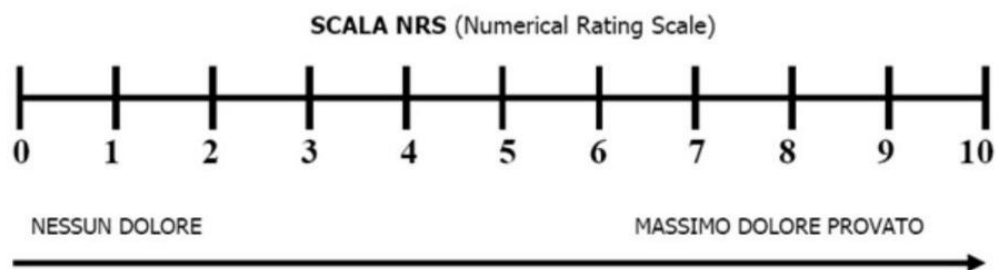 SCALA NRS (Numerical Rating Scale)
0 1 2 3 4 5 6 7 8 9 10
NESSUN DOLORE MASSIMO DOLORE PROVATO